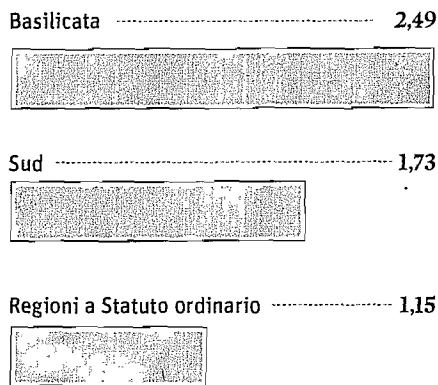 Basilicata 2,49
Sud 1,73
Regioni a Statuto ordinario 1,15